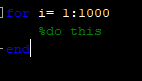 for i= 1:1000
%do this
end